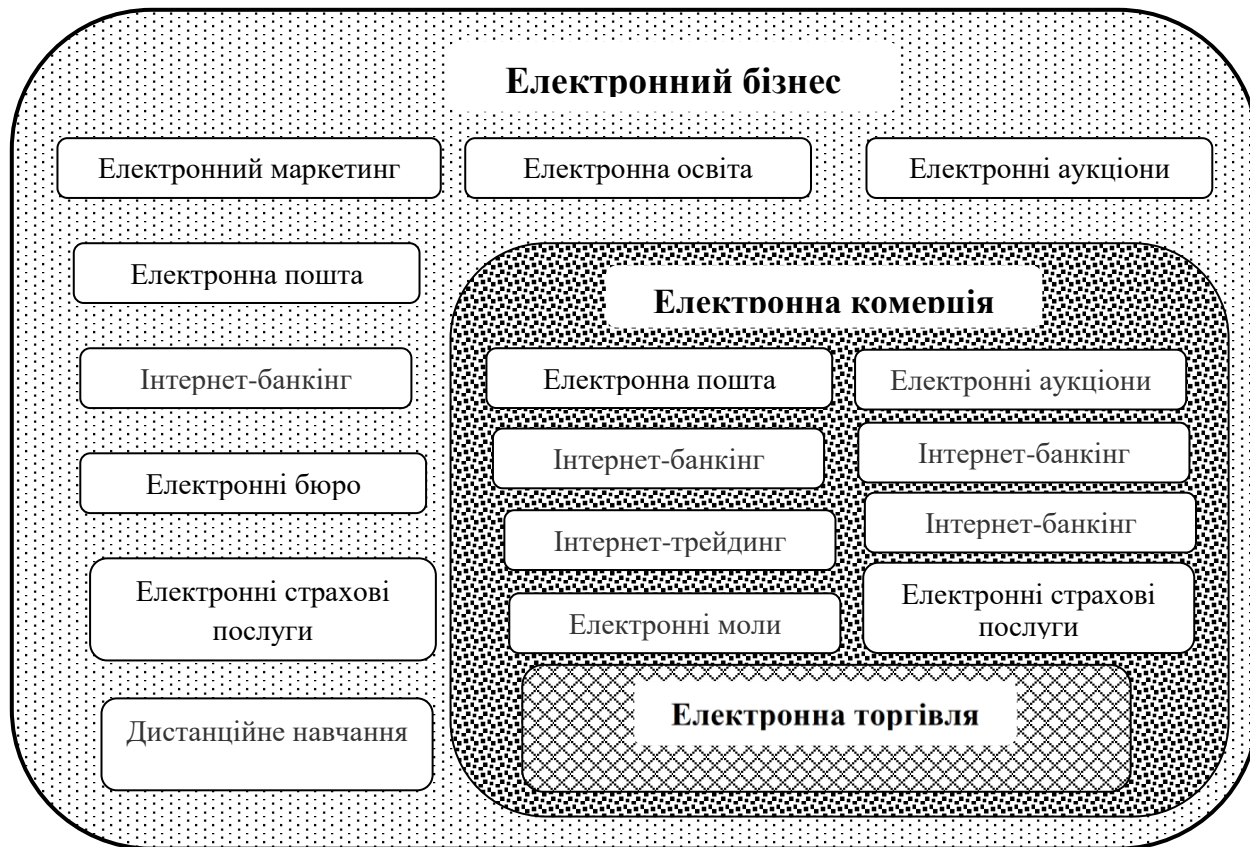 Електронний бізнес
Електронний маркетинг
Електронна освіта
Електронні аукціони
Електронна пошта
Інтернет-банкінг
Електронні бюро
Електронні страхові
послуги
Дистанційне навчання
Електронна комерція
Електронна пошта
Електронні аукціони
Інтернет-банкінг
Інтернет-банкінг
Інтернет-трейдинг
Інтернет-банкінг
Електронні моли
Електронні страхові
послуги
Електронна торгівля